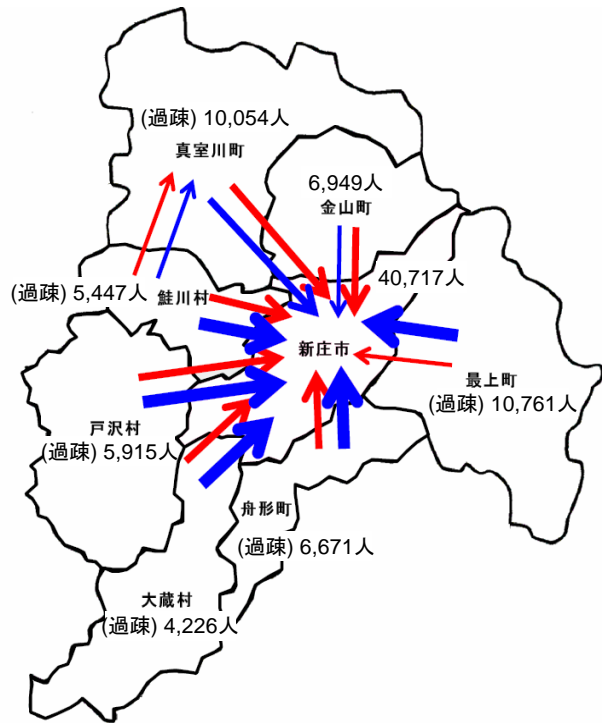 (過疎) 10,054人
真室川町
6,949人
金山町
40,717人
(過疎) 5,447人
鮭川村
新庄市
最上町
(過疎) 10,761人
戸沢村
(過疎) 5,915人
舟形町
(過疎) 6,671人
大蔵村
(過疎) 4,226人